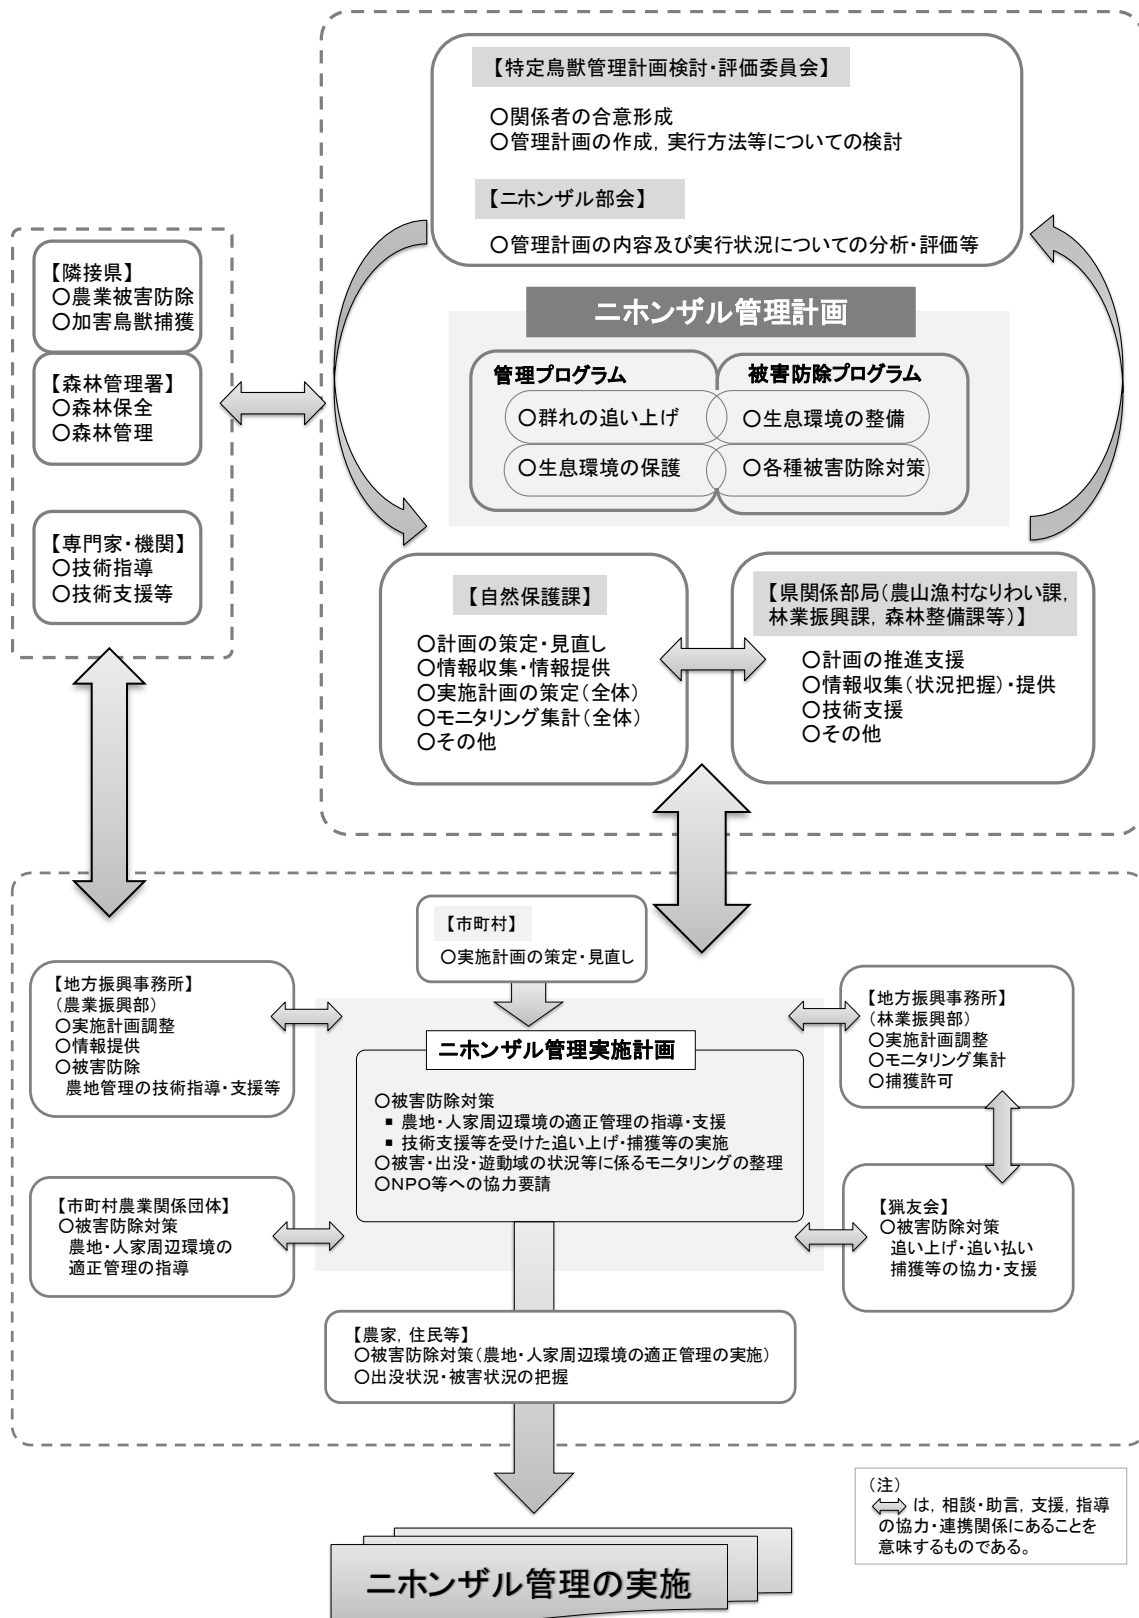 【特定鳥獣管理計画検討・評価委員会】
○関係者の合意形成
○管理計画の作成，実行方法等についての検討
【ニホンザル部会】
○管理計画の内容及び実行状況についての分析・評価等
【隣接県】
○農業被害防除
○加害鳥獣捕獲
【森林管理署】
○森林保全
○森林管理
【専門家・機関】
○技術指導
○技術支援等
ニホンザル管理計画
管理プログラム
○群れの追い上げ
○生息環境の保護
被害防除プログラム
○生息環境の整備
○各種被害防除対策
【自然保護課】
○計画の策定・見直し
○情報収集・情報提供
○実施計画の策定（全体）
○モニタリング集計（全体）
○その他
【県関係部局（農山漁村なりわい課，
林業振興課，森林整備課等）】
○計画の推進支援
○情報収集（状況把握）・提供
○技術支援
○その他
【市町村】
○実施計画の策定・見直し
【地方振興事務所】
（農業振興部）
○実施計画調整
○情報提供
○被害防除
農地管理の技術指導・支援等
【地方振興事務所】
（林業振興部）
○実施計画調整
○モニタリング集計
○捕獲許可
ニホンザル管理実施計画
○被害防除対策
▪ 農地・人家周辺環境の適正管理の指導・支援
▪ 技術支援等を受けた追い上げ・捕獲等の実施
○被害・出没・遊動域の状況等に係るモニタリングの整理
○ＮＰＯ等への協力要請
【市町村農業関係団体】
○被害防除対策
農地・人家周辺環境の
適正管理の指導
【猟友会】
○被害防除対策
追い上げ・追い払い
捕獲等の協力・支援
【農家，住民等】
○被害防除対策（農地・人家周辺環境の適正管理の実施）
○出没状況・被害状況の把握
（注）
は，相談・助言，支援，指導
の協力・連携関係にあることを
意味するものである。
ニホンザル管理の実施